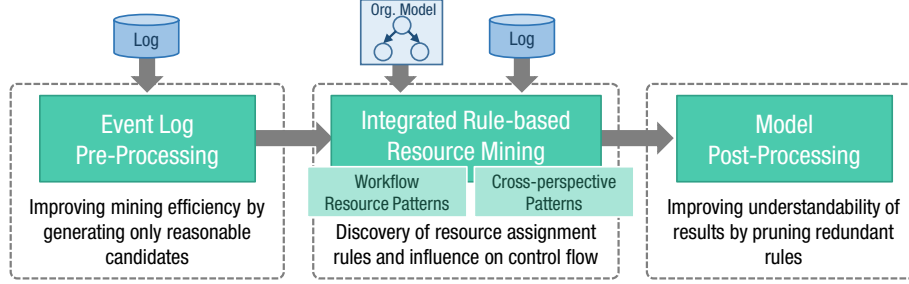 Log
Org. Model
Log
Event Log
Pre-Processing
Improving mining efficiency by
generating only reasonable
candidates
Integrated Rule-based
Resource Mining
Workflow
Resource Patterns
Cross-perspective
Patterns
Discovery of resource assignment
rules and influence on control flow
Model
Post-Processing
Improving understandability of
results by pruning redundant
rules